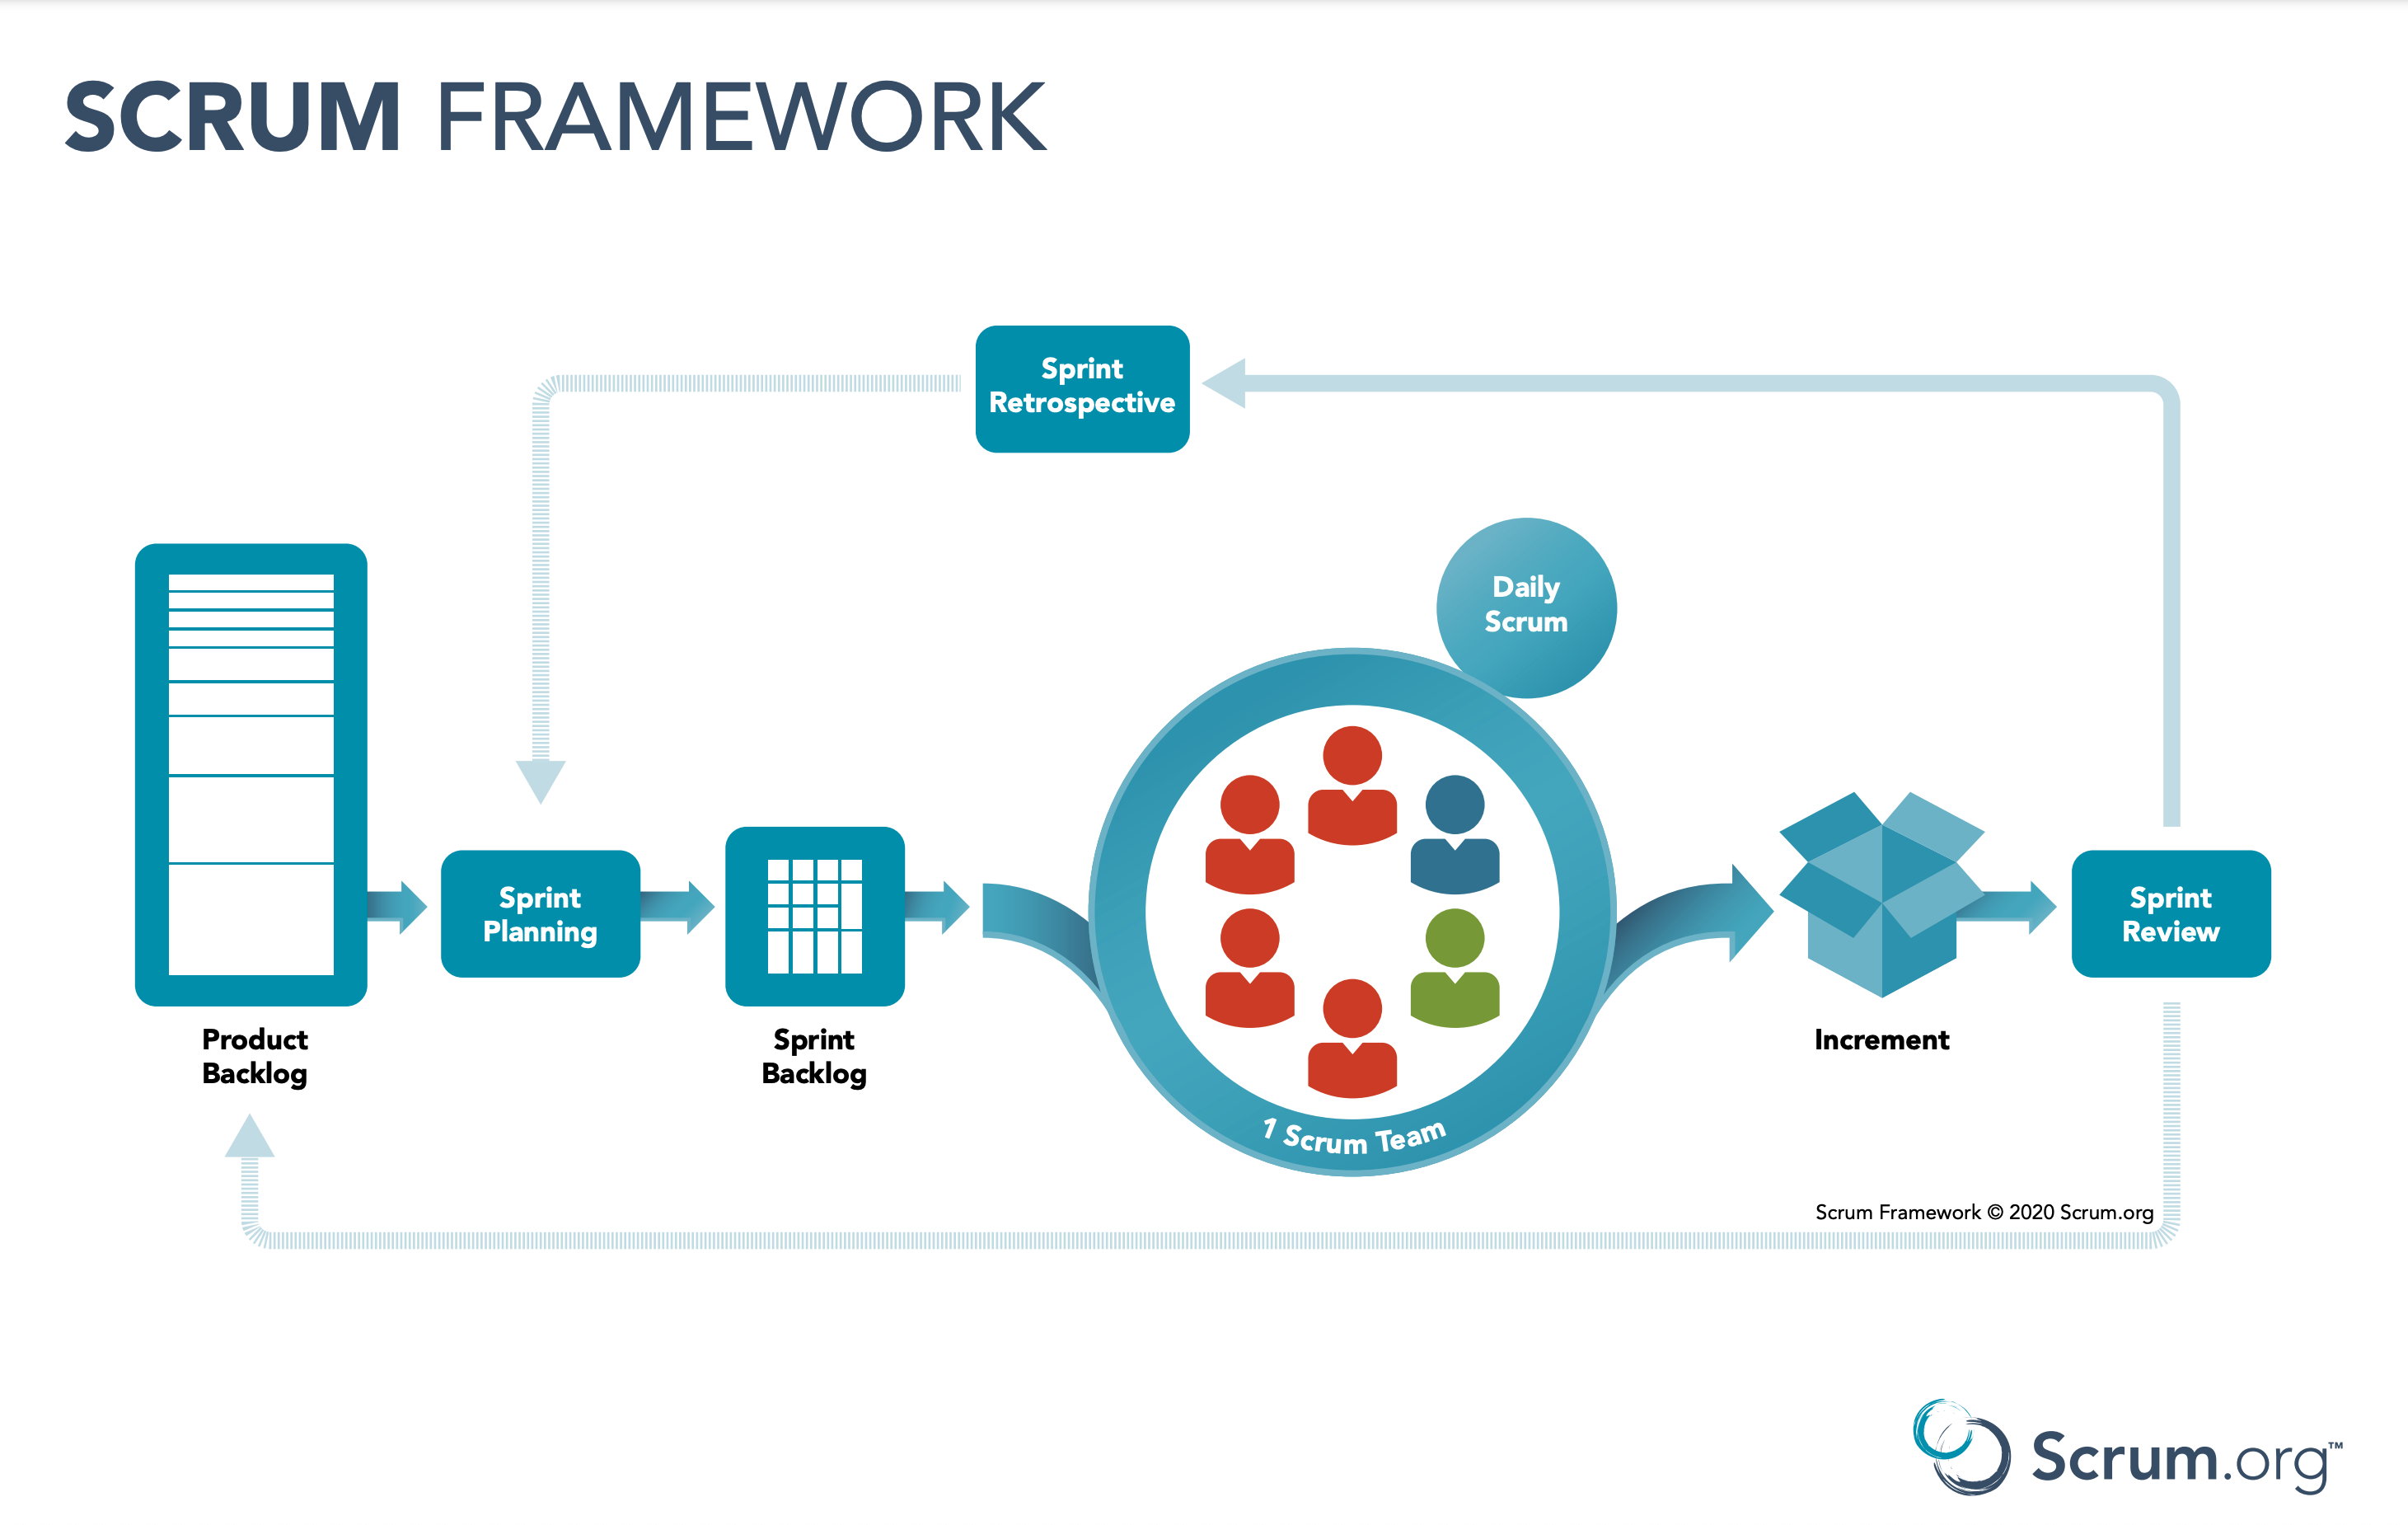 SCRUM FRAMEWORK
Sprint
Retrospective
Daily
Scrum
Sprint
Planning
Sprint
Review
Product
Backlog
Sprint
Backlog
Increment
1 Scrum Team
Scrum Framework © 2020 Scrum.org
Scrum.org™